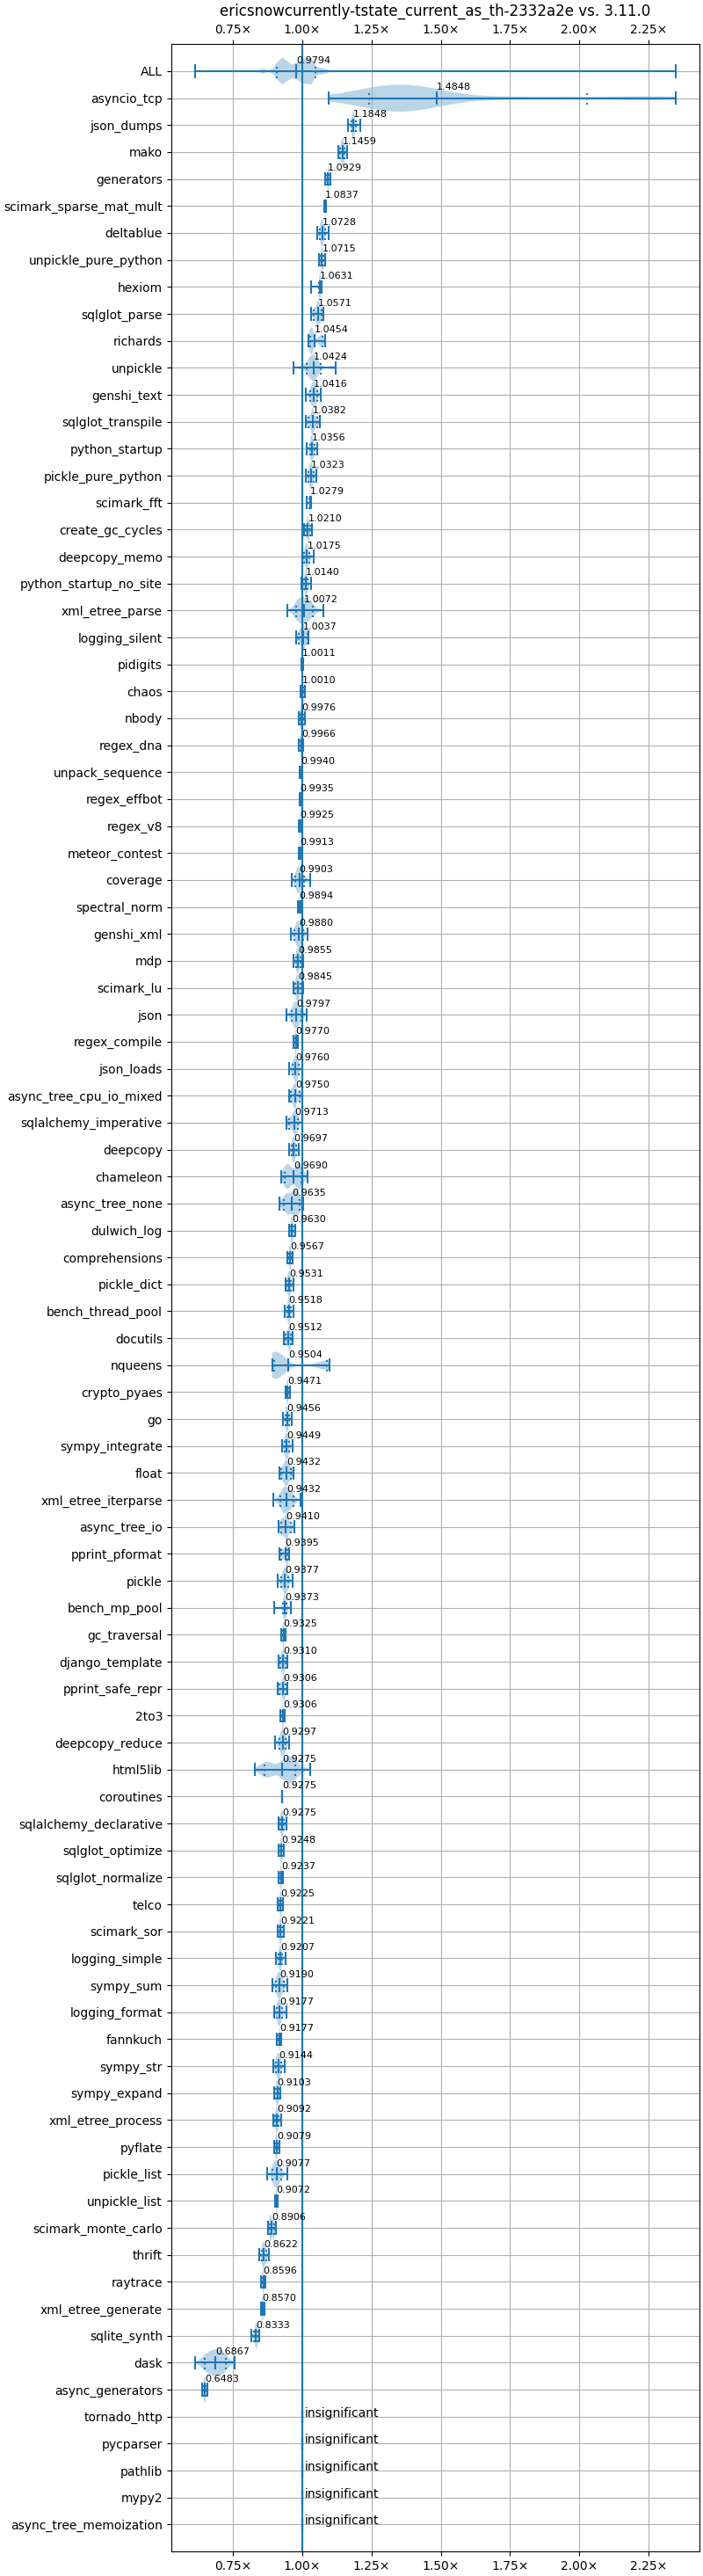 ericsnowcurrently-tstate_current_as_th-2332a2e vs. 3.11.0
0.75× 1.00× 1.25× 1.50× 1.75× 2.00× 2.25×
ALL 0.9794
asyncio_tcp 1.4848
json_dumps 1.1848
mako 1.1459
generators 1.0929
scimark_sparse_mat_mult 1.0837
deltablue 1.0728
unpickle_pure_python 1.0715
hexiom 1.0631
sqlglot_parse 1.0571
richards 1.0454
unpickle 1.0424
genshi_text 1.0416
sqlglot_transpile 1.0382
python_startup 1.0356
pickle_pure_python 1.0323
scimark_fft 1.0279
create_gc_cycles 1.0210
deepcopy_memo 1.0175
python_startup_no_site 1.0140
xml_etree_parse 1.0072
logging_silent 1.0037
pidigits 1.0011
chaos 1.0010
nbody 0.9976
regex_dna 0.9966
unpack_sequence 0.9940
regex_effbot 0.9935
regex_v8 0.9925
meteor_contest 0.9913
coverage 0.9903
spectral_norm 0.9894
genshi_xml 0.9880
mdp 0.9855
scimark_lu 0.9845
json 0.9797
regex_compile 0.9770
json_loads 0.9760
async_tree_cpu_io_mixed 0.9750
sqlalchemy_imperative 0.9713
deepcopy 0.9697
chameleon 0.9690
async_tree_none 0.9635
dulwich_log 0.9630
comprehensions 0.9567
pickle_dict 0.9531
bench_thread_pool 0.9518
docutils 0.9512
nqueens 0.9504
crypto_pyaes 0.9471
go 0.9456
sympy_integrate 0.9449
float 0.9432
xml_etree_iterparse 0.9432
async_tree_io 0.9410
pprint_pformat 0.9395
pickle 0.9377
bench_mp_pool 0.9373
gc_traversal 0.9325
django_template 0.9310
pprint_safe_repr 0.9306
2to3 0.9306
deepcopy_reduce 0.9297
html5lib 0.9275
coroutines 0.9275
sqlalchemy_declarative 0.9275
sqlglot_optimize 0.9248
sqlglot_normalize 0.9237
telco 0.9225
scimark_sor 0.9221
logging_simple 0.9207
sympy_sum 0.9190
logging_format 0.9177
fannkuch 0.9177
sympy_str 0.9144
sympy_expand 0.9103
xml_etree_process 0.9092
pyflate 0.9079
pickle_list 0.9077
unpickle_list 0.9072
scimark_monte_carlo 0.8906
thrift 0.8622
raytrace 0.8596
xml_etree_generate 0.8570
sqlite_synth 0.8333
dask 0.6867
async_generators 0.6483
tornado_http insignificant
pycparser insignificant
pathlib insignificant
mypy2 insignificant
async_tree_memoization insignificant
0.75× 1.00× 1.25× 1.50× 1.75× 2.00× 2.25×